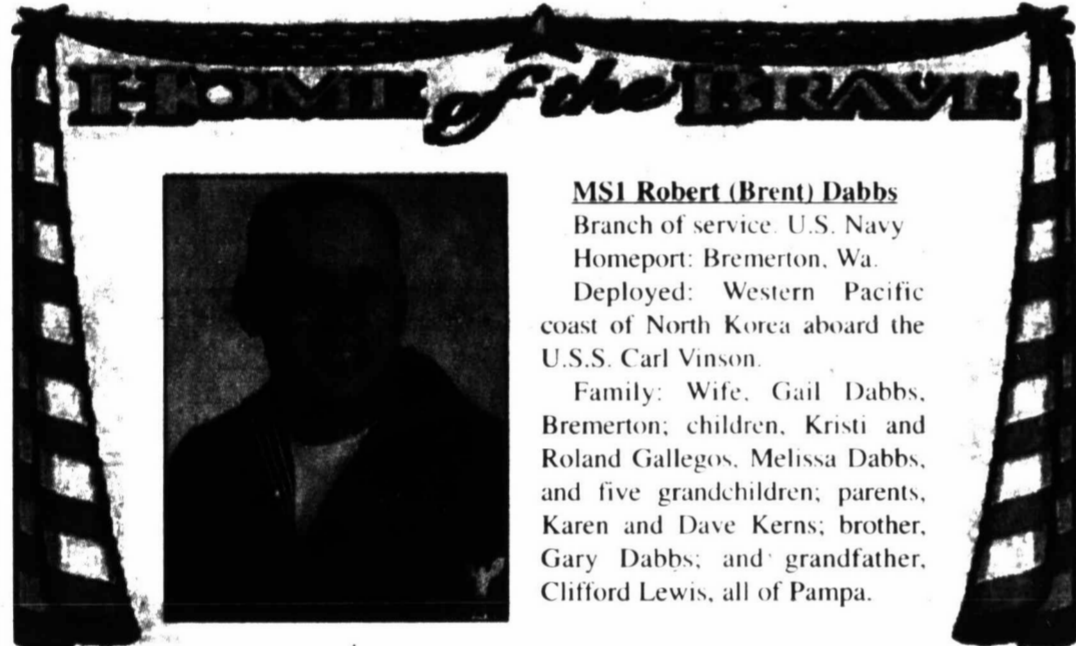 HOME of the BRAVE
MS1 Robert (Brent) Dabbs
Branch of service. U.S. Navy
Homeport: Bremerton, Wa.
Deployed: Western Pacific
coast of North Korea aboard the
U.S.S. Carl Vinson.
Family: Wife, Gail Dabbs,
Bremerton; children, Kristi and
Roland Gallegos, Melissa Dabbs,
and five grandchildren; parents,
Karen and Dave Kerns; brother,
Gary Dabbs; and grandfather,
Clifford Lewis, all of Pampa.